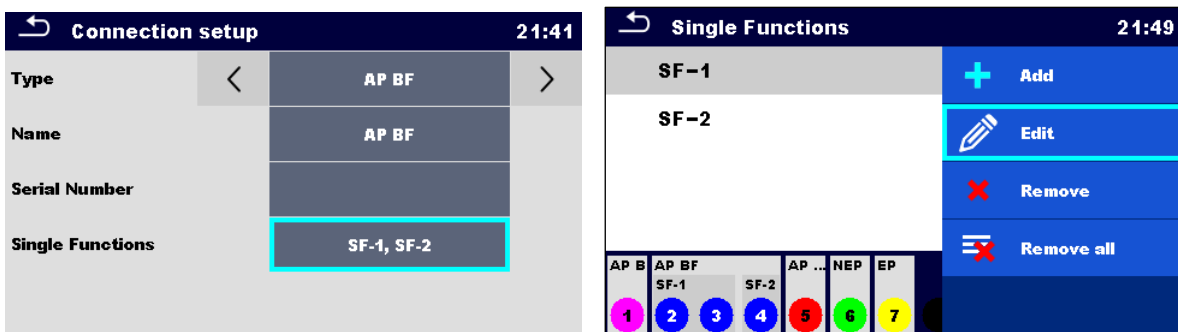 Connection setup 21:41
Type AP BF
Name AP BF
Serial Number
Single Functions SF-1, SF-2
Single Functions 21:49
SF-1
SF-2
Add
Edit
Remove
Remove all
AP B AP BF AP ... NEP EP
SF-1 SF-2
1 2 3 4 5 6 7